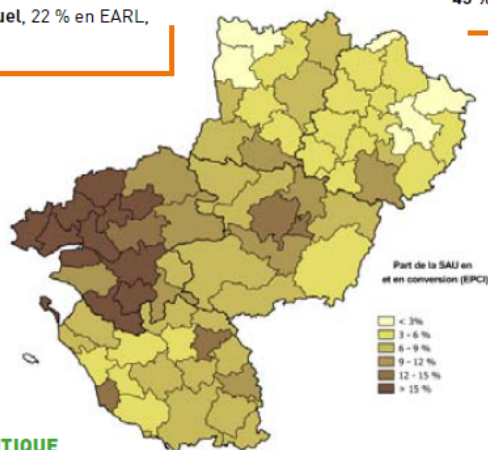 uel, 22 % en EARL,
45 %
Part de la SAU en
et en conversion (EPCI)
< 3%
3 - 6 %
6 - 9 %
9 - 12 %
12 - 15 %
> 15 %
TIQUE